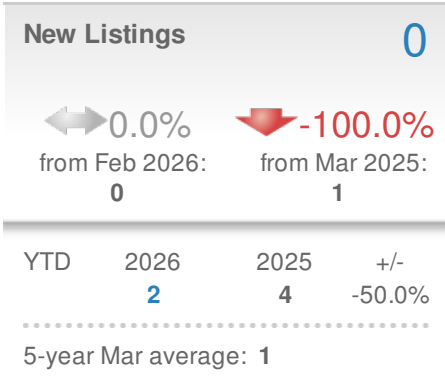 New Listings 0
0.0% -100.0%
from Feb 2026: from Mar 2025:
0 1
YTD 2026 2025 +/-
2 4 -50.0%
5-year Mar average: 1